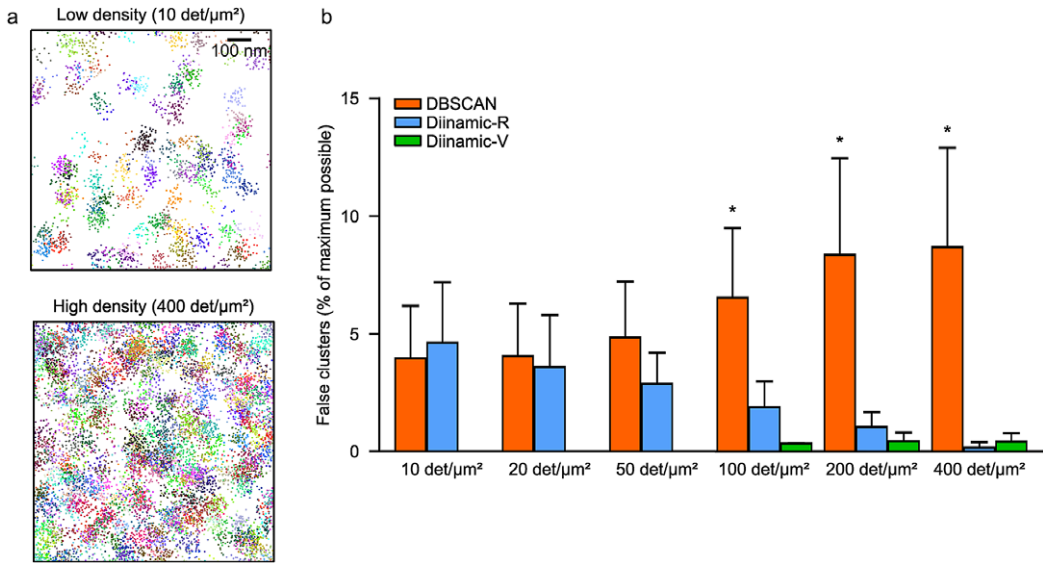 a
Low density (10 det/µm²)
100 nm
High density (400 det/µm²)
b
False clusters (% of maximum possible)
15
10
5
0
DBSCAN
Diinamic-R
Diinamic-V
*
*
*
10 det/µm²
20 det/µm²
50 det/µm²
100 det/µm²
200 det/µm²
400 det/µm²